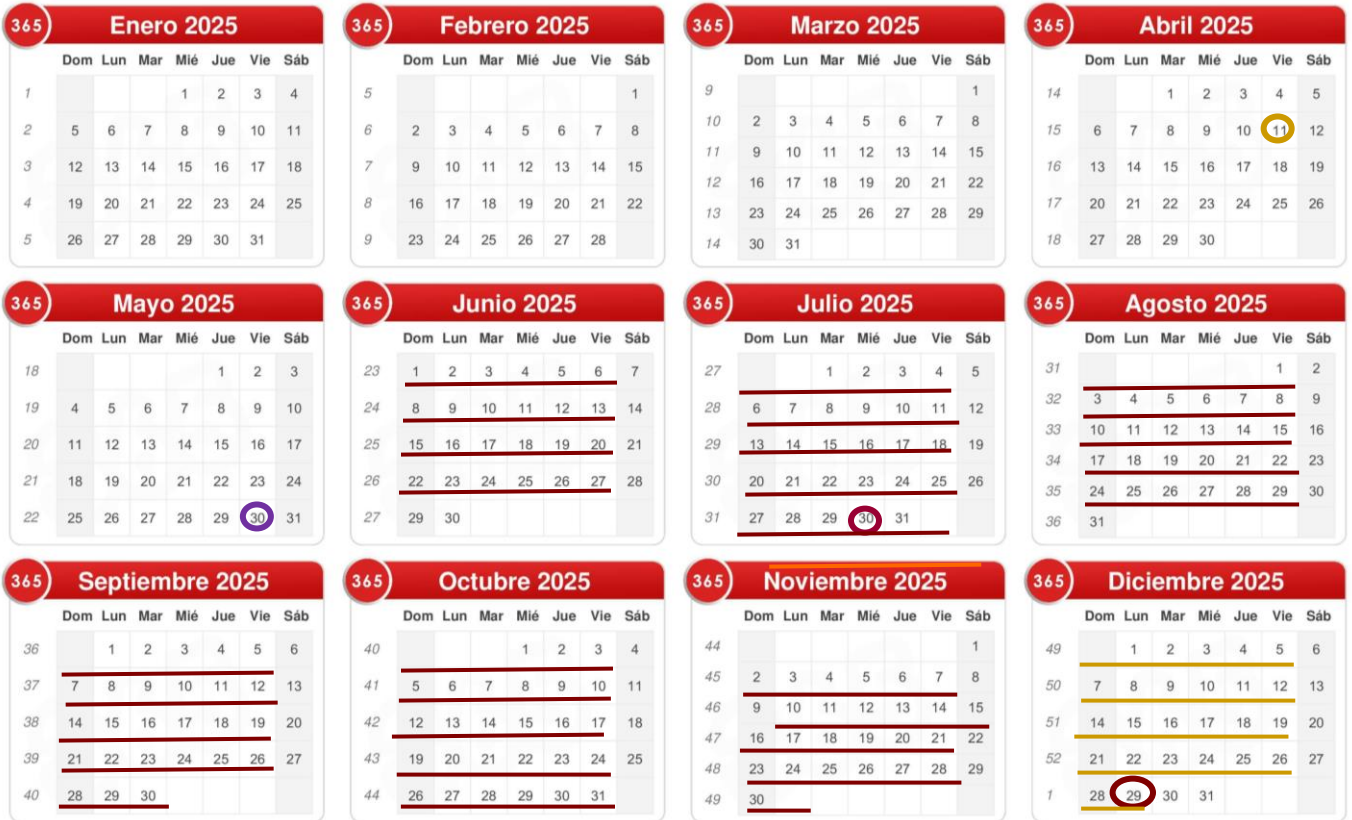 365 Enero 2025
Dom Lun Mar Mié Jue Vie Sáb
1 1 2 3 4
2 5 6 7 8 9 10 11
3 12 13 14 15 16 17 18
4 19 20 21 22 23 24 25
5 26 27 28 29 30 31
365 Febrero 2025
Dom Lun Mar Mié Jue Vie Sáb
5 1
6 2 3 4 5 6 7 8
7 9 10 11 12 13 14 15
8 16 17 18 19 20 21 22
9 23 24 25 26 27 28
365 Marzo 2025
Dom Lun Mar Mié Jue Vie Sáb
9 1
10 2 3 4 5 6 7 8
11 9 10 11 12 13 14 15
12 16 17 18 19 20 21 22
13 23 24 25 26 27 28 29
14 30 31
365 Abril 2025
Dom Lun Mar Mié Jue Vie Sáb
14 1 2 3 4 5
15 6 7 8 9 10 11 12
16 13 14 15 16 17 18 19
17 20 21 22 23 24 25 26
18 27 28 29 30
365 Mayo 2025
Dom Lun Mar Mié Jue Vie Sáb
18 1 2 3
19 4 5 6 7 8 9 10
20 11 12 13 14 15 16 17
21 18 19 20 21 22 23 24
22 25 26 27 28 29 30 31
365 Junio 2025
Dom Lun Mar Mié Jue Vie Sáb
23 1 2 3 4 5 6 7
24 8 9 10 11 12 13 14
25 15 16 17 18 19 20 21
26 22 23 24 25 26 27 28
27 29 30
365 Julio 2025
Dom Lun Mar Mié Jue Vie Sáb
27 1 2 3 4 5
28 6 7 8 9 10 11 12
29 13 14 15 16 17 18 19
30 20 21 22 23 24 25 26
31 27 28 29 30 31
365 Agosto 2025
Dom Lun Mar Mié Jue Vie Sáb
31 1 2
32 3 4 5 6 7 8 9
33 10 11 12 13 14 15 16
34 17 18 19 20 21 22 23
35 24 25 26 27 28 29 30
36 31
365 Septiembre 2025
Dom Lun Mar Mié Jue Vie Sáb
36 1 2 3 4 5 6
37 7 8 9 10 11 12 13
38 14 15 16 17 18 19 20
39 21 22 23 24 25 26 27
40 28 29 30
365 Octubre 2025
Dom Lun Mar Mié Jue Vie Sáb
40 1 2 3 4
41 5 6 7 8 9 10 11
42 12 13 14 15 16 17 18
43 19 20 21 22 23 24 25
44 26 27 28 29 30 31
365 Noviembre 2025
Dom Lun Mar Mié Jue Vie Sáb
44 1
45 2 3 4 5 6 7 8
46 9 10 11 12 13 14 15
47 16 17 18 19 20 21 22
48 23 24 25 26 27 28 29
49 30
365 Diciembre 2025
Dom Lun Mar Mié Jue Vie Sáb
49 1 2 3 4 5 6
50 7 8 9 10 11 12 13
51 14 15 16 17 18 19 20
52 21 22 23 24 25 26 27
1 28 29 30 31